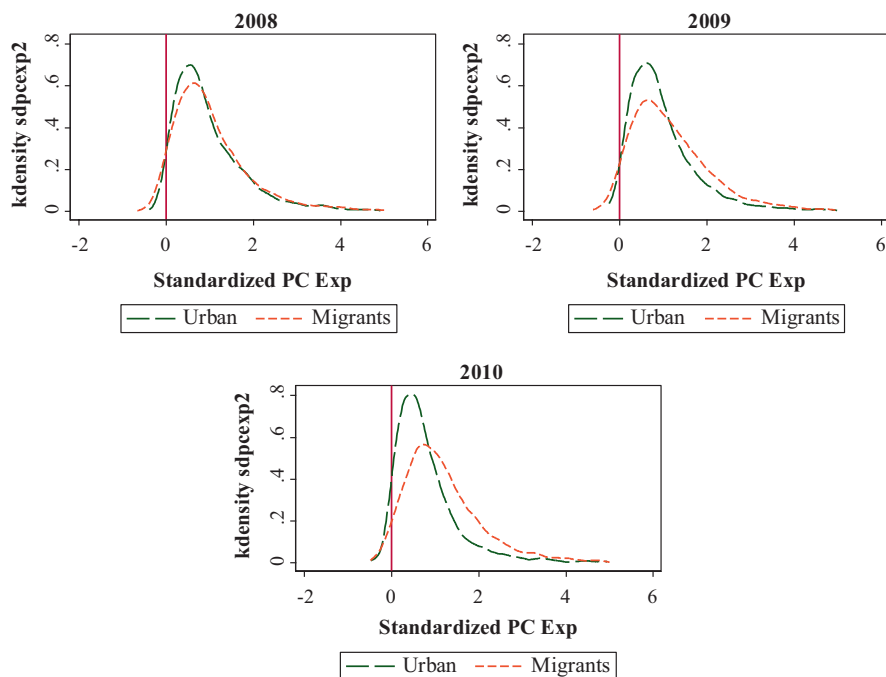 2008
kdensity sdpcexp2
.8
.6
.4
.2
0
-2 0 2 4 6
Standardized PC Exp
Urban Migrants
2009
kdensity sdpcexp2
.8
.6
.4
.2
0
-2 0 2 4 6
Standardized PC Exp
Urban Migrants
2010
kdensity sdpcexp2
.8
.6
.4
.2
0
-2 0 2 4 6
Standardized PC Exp
Urban Migrants